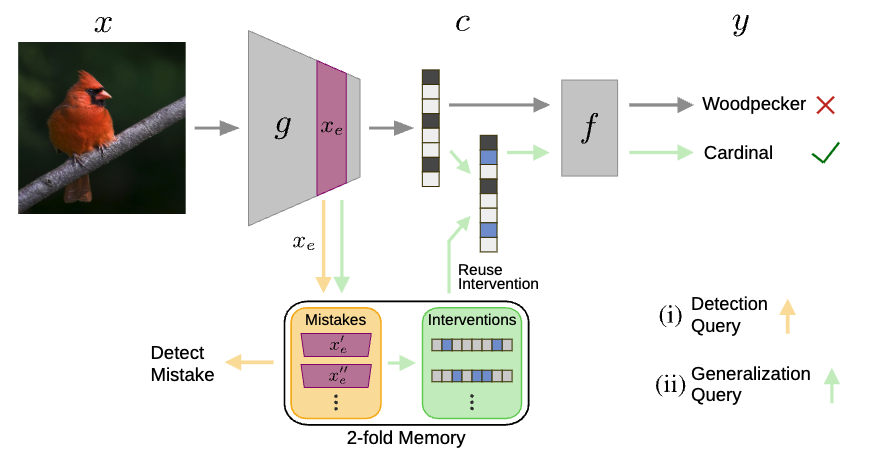 x
c
y
g
x_e
f
Woodpecker
Cardinal
x_e
Reuse
Intervention
Mistakes
x'_e
x''_e
⋮
Interventions
⋮
Detect
Mistake
2-fold Memory
(i) Detection
Query
(ii) Generalization
Query